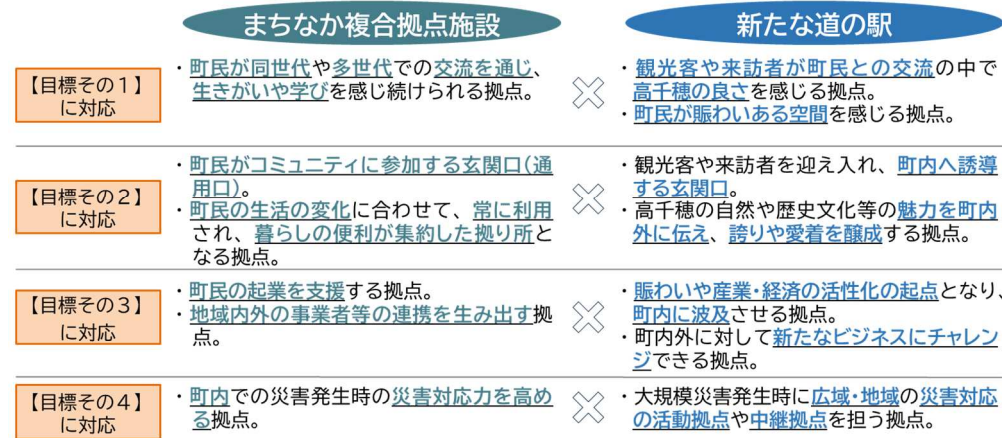 まちなか複合拠点施設
新たな道の駅
【目標その1】
に対応
・町民が同世代や多世代での交流を通じ、
生きがいや学びを感じ続けられる拠点。
・観光客や来訪者が町民との交流の中で
高千穂の良さを感じる拠点。
・町民が賑わいある空間を感じる拠点。
【目標その2】
に対応
・町民がコミュニティに参加する玄関口(通
用口)。
・町民の生活の変化に合わせて、常に利用
され、暮らしの便利が集約した拠り所と
なる拠点。
・観光客や来訪者を迎え入れ、町内へ誘導
する玄関口。
・高千穂の自然や歴史文化等の魅力を町内
外に伝え、誇りや愛着を醸成する拠点。
【目標その3】
に対応
・町民の起業を支援する拠点。
・地域内外の事業者等の連携を生み出す拠
点。
・賑わいや産業・経済の活性化の起点となり、
町内に波及させる拠点。
・町内外に対して新たなビジネスにチャレン
ジできる拠点。
【目標その4】
に対応
・町内での災害発生時の災害対応力を高め
る拠点。
・大規模災害発生時に広域・地域の災害対応
の活動拠点や中継拠点を担う拠点。